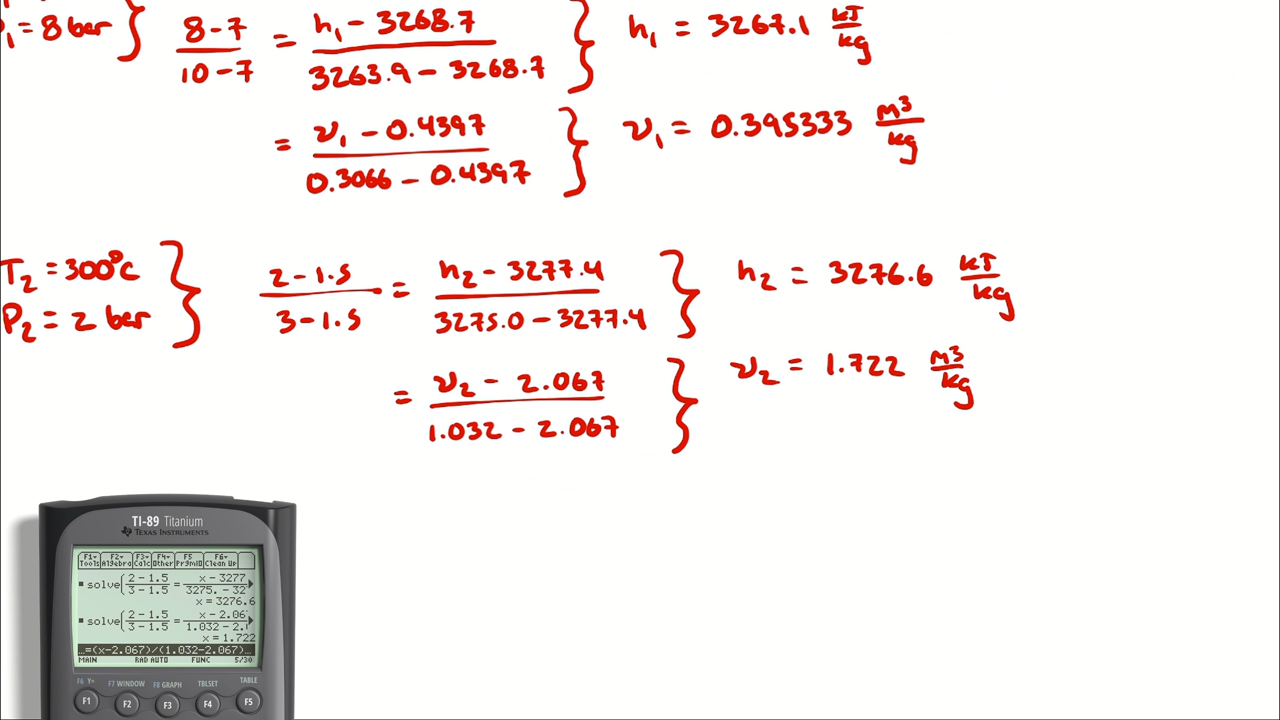 P₁ = 8 bar } (8 - 7)/(10 - 7) = (h₁ - 3268.7)/(3263.9 - 3268.7) } h₁ = 3267.1 kJ/kg
= (v₁ - 0.4397)/(0.3066 - 0.4397) } v₁ = 0.395333 m³/kg
T₂ = 300°C
P₂ = 2 bar } (2 - 1.5)/(3 - 1.5) = (h₂ - 3277.4)/(3275.0 - 3277.4) } h₂ = 3276.6 kJ/kg
= (v₂ - 2.067)/(1.032 - 2.067) } v₂ = 1.722 m³/kg
TI-89 Titanium
TEXAS INSTRUMENTS
F1 F2 F3 F4 F5 F6
Tools Algebra Calc Other PrgmIO Clean Up
solve((2 - 1.5)/(3 - 1.5) = (x - 3277)/(3275. - 32
x = 3276.6
solve((2 - 1.5)/(3 - 1.5) = (x - 2.06)/(1.032 - 2.
x = 1.722
…=(x-2.067)/(1.032-2.067)…
MAIN RAD AUTO FUNC 5/30
F6 Y= F7 WINDOW F8 GRAPH TBLSET TABLE
F1 F2 F3 F4 F5